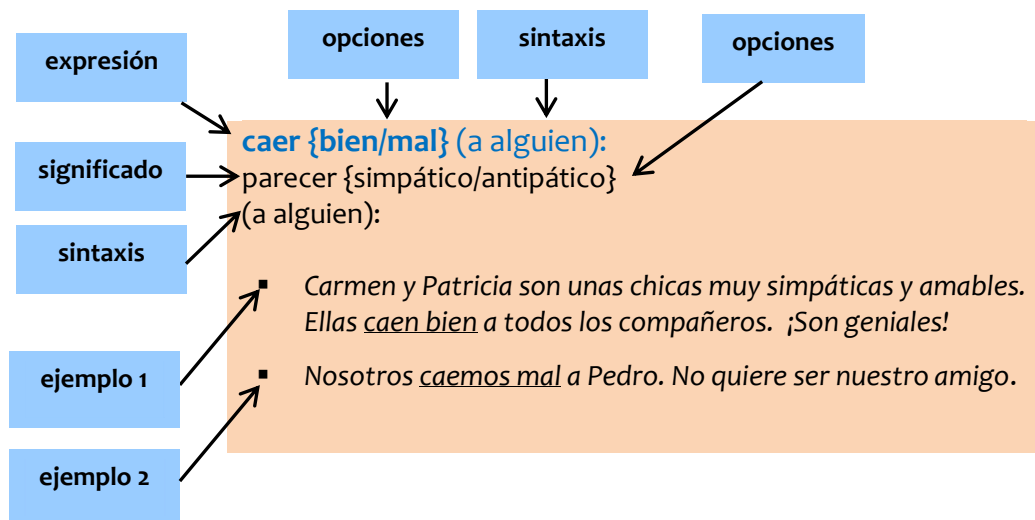 opciones
sintaxis
opciones
expresión
caer {bien/mal} (a alguien):
significado
parecer {simpático/antipático}
(a alguien):
sintaxis
▪ Carmen y Patricia son unas chicas muy simpáticas y amables.
Ellas caen bien a todos los compañeros. ¡Son geniales!
ejemplo 1
▪ Nosotros caemos mal a Pedro. No quiere ser nuestro amigo.
ejemplo 2